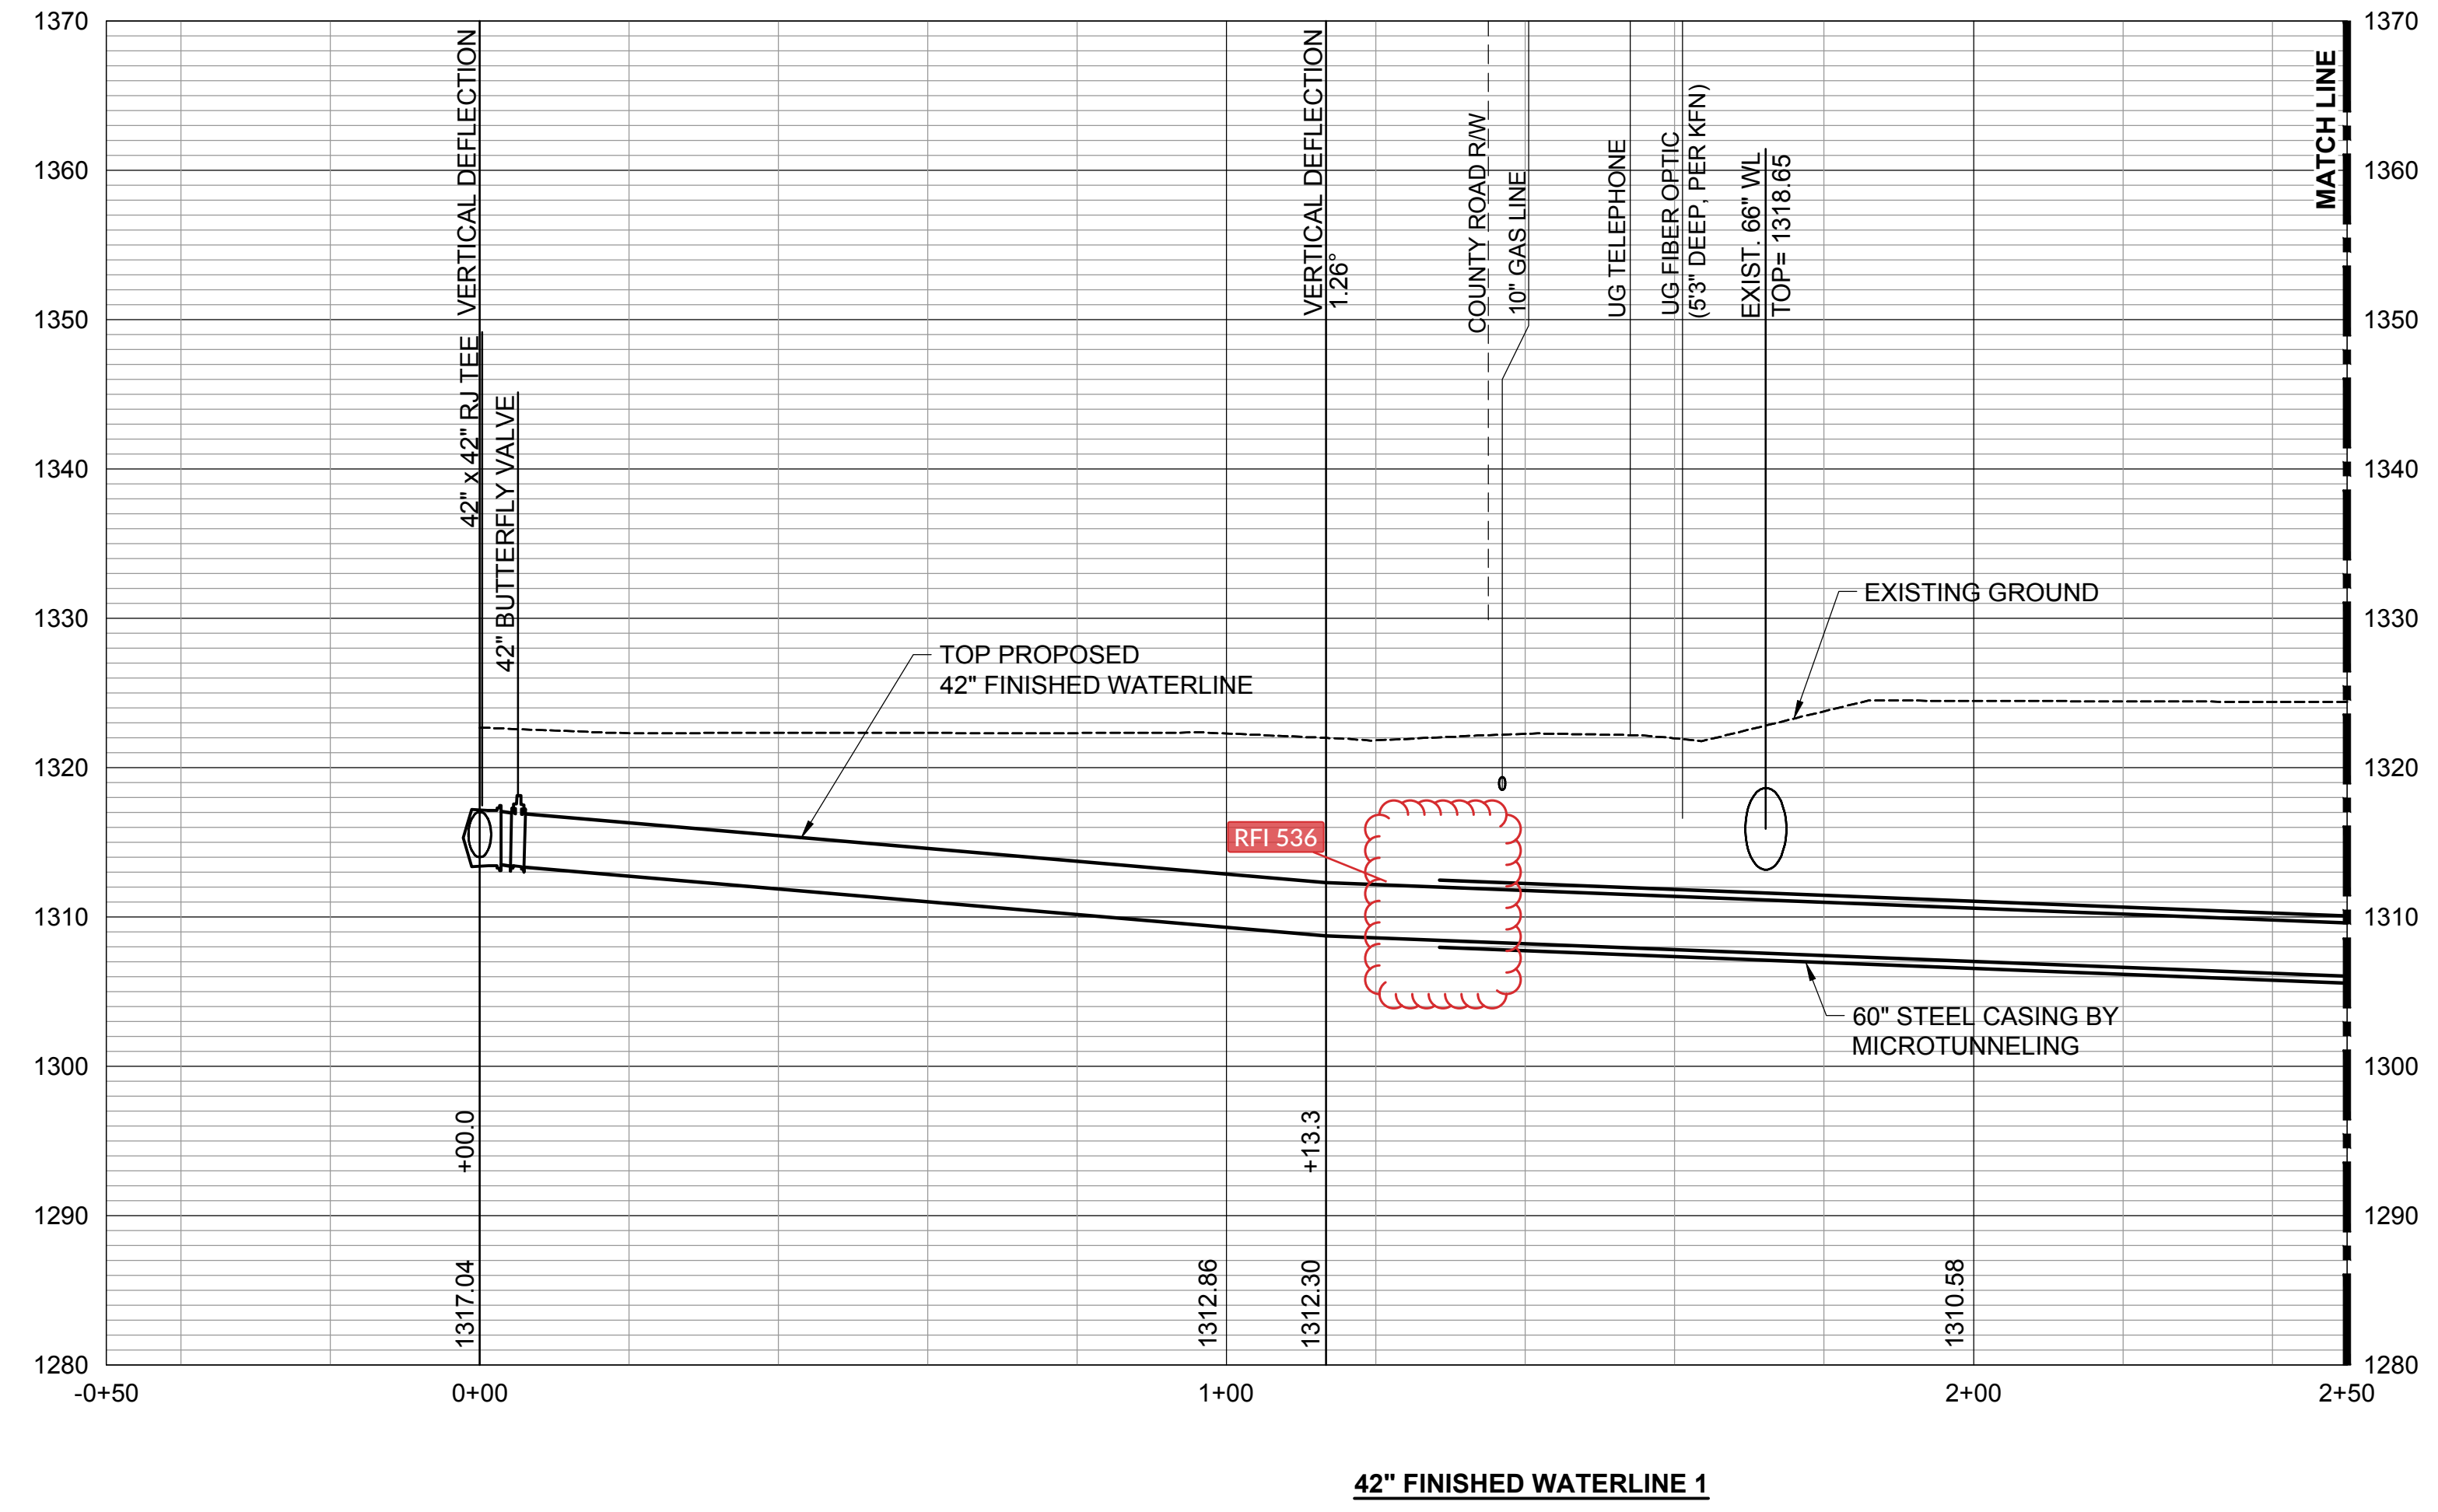 1370
1370
1360
1360
1350
1350
1340
1340
1330
1330
1320
1320
1310
1310
1300
1300
1290
1290
1280
1280
VERTICAL DEFLECTION
42" x 42" RJ TEE
42" BUTTERFLY VALVE
VERTICAL DEFLECTION
1.26°
COUNTY ROAD R/W
10" GAS LINE
UG TELEPHONE
UG FIBER OPTIC
(5'3" DEEP, PER KFN)
EXIST. 66" WL
TOP= 1318.65
MATCH LINE
EXISTING GROUND
TOP PROPOSED
42" FINISHED WATERLINE
RFI 536
60" STEEL CASING BY
MICROTUNNELING
+00.0
+13.3
1317.04
1312.86
1312.30
1310.58
-0+50
0+00
1+00
2+00
2+50
42" FINISHED WATERLINE 1